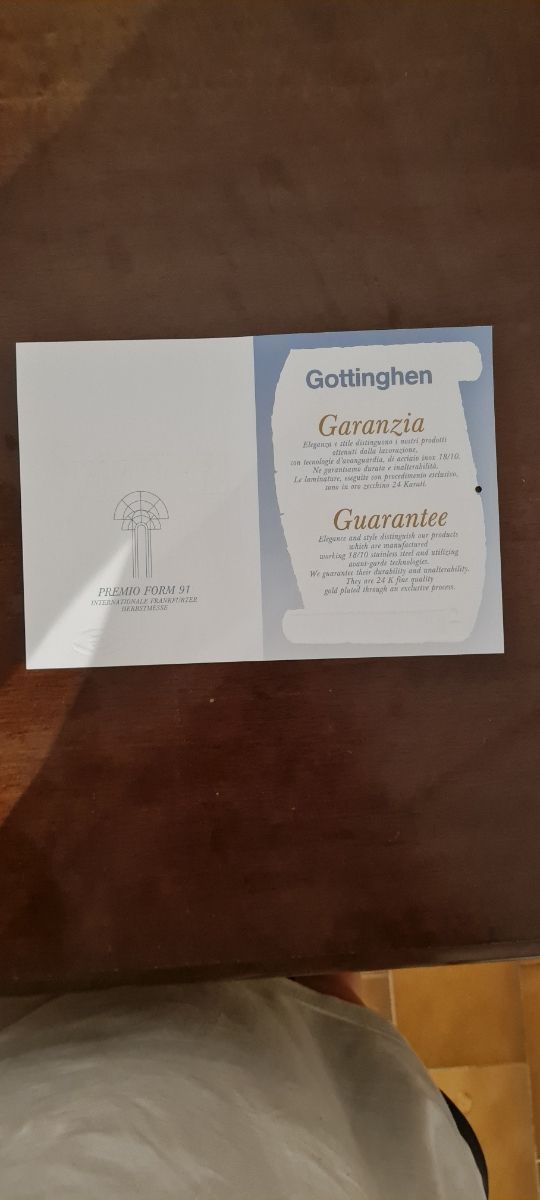 PREMIO FORM 91
INTERNATIONALE FRANKFURTER
HERBSTMESSE
Gottinghen
Garanzia
Eleganza e stile distinguono i nostri prodotti
ottenuti dalla lavorazione,
con tecnologie d'avanguardia, di acciaio inox 18/10.
Ne garantiamo durata e inalterabilità.
Le laminature, eseguite con procedimento esclusivo,
sono in oro zecchino 24 Karati.
Guarantee
Elegance and style distinguish our products
which are manufactured
working 18/10 stainless steel and utilizing
avant-garde technologies.
We guarantee their durability and unalterability.
They are 24 K fine quality
gold plated through an exclusive process.